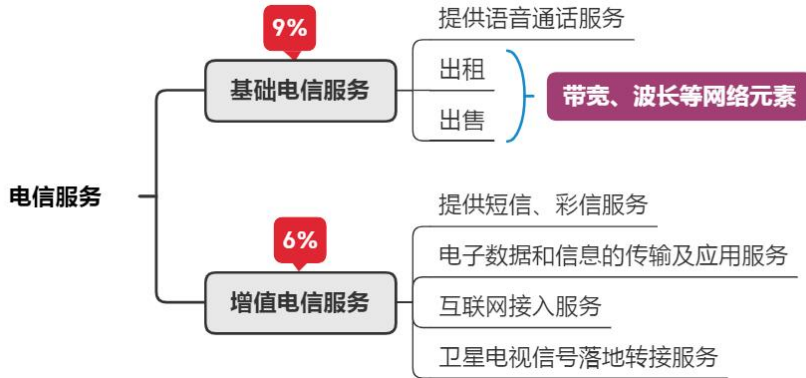 电信服务
9%
基础电信服务
提供语音通话服务
出租
出售
带宽、波长等网络元素
6%
增值电信服务
提供短信、彩信服务
电子数据和信息的传输及应用服务
互联网接入服务
卫星电视信号落地转接服务